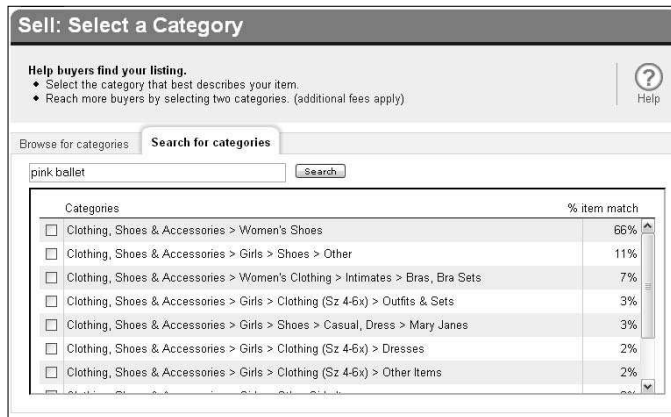 Sell: Select a Category
Help buyers find your listing.
◆ Select the category that best describes your item.
◆ Reach more buyers by selecting two categories. (additional fees apply)
?
Help
Browse for categories Search for categories
pink ballet Search
Categories % item match
Clothing, Shoes & Accessories > Women's Shoes 66%
Clothing, Shoes & Accessories > Girls > Shoes > Other 11%
Clothing, Shoes & Accessories > Women's Clothing > Intimates > Bras, Bra Sets 7%
Clothing, Shoes & Accessories > Girls > Clothing (Sz 4-6x) > Outfits & Sets 3%
Clothing, Shoes & Accessories > Girls > Shoes > Casual, Dress > Mary Janes 3%
Clothing, Shoes & Accessories > Girls > Clothing (Sz 4-6x) > Dresses 2%
Clothing, Shoes & Accessories > Girls > Clothing (Sz 4-6x) > Other Items 2%